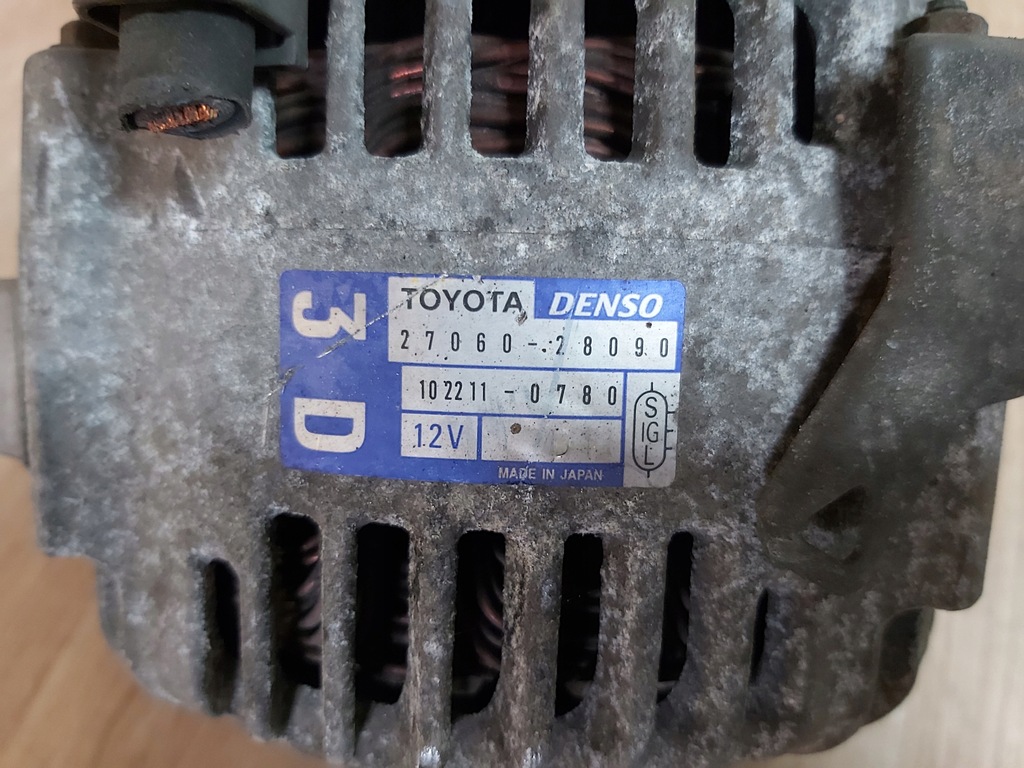 3D
TOYOTA DENSO
27060-28090
102211-0780
12V
S
IG
L
MADE IN JAPAN